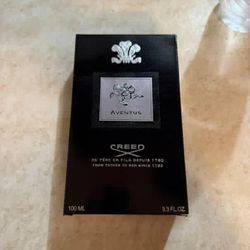 AVENTUS
CREED
DE PÈRE EN FILS DEPUIS 1760
FROM FATHER TO SON SINCE 1760
100 ML 3.3 FL.OZ.